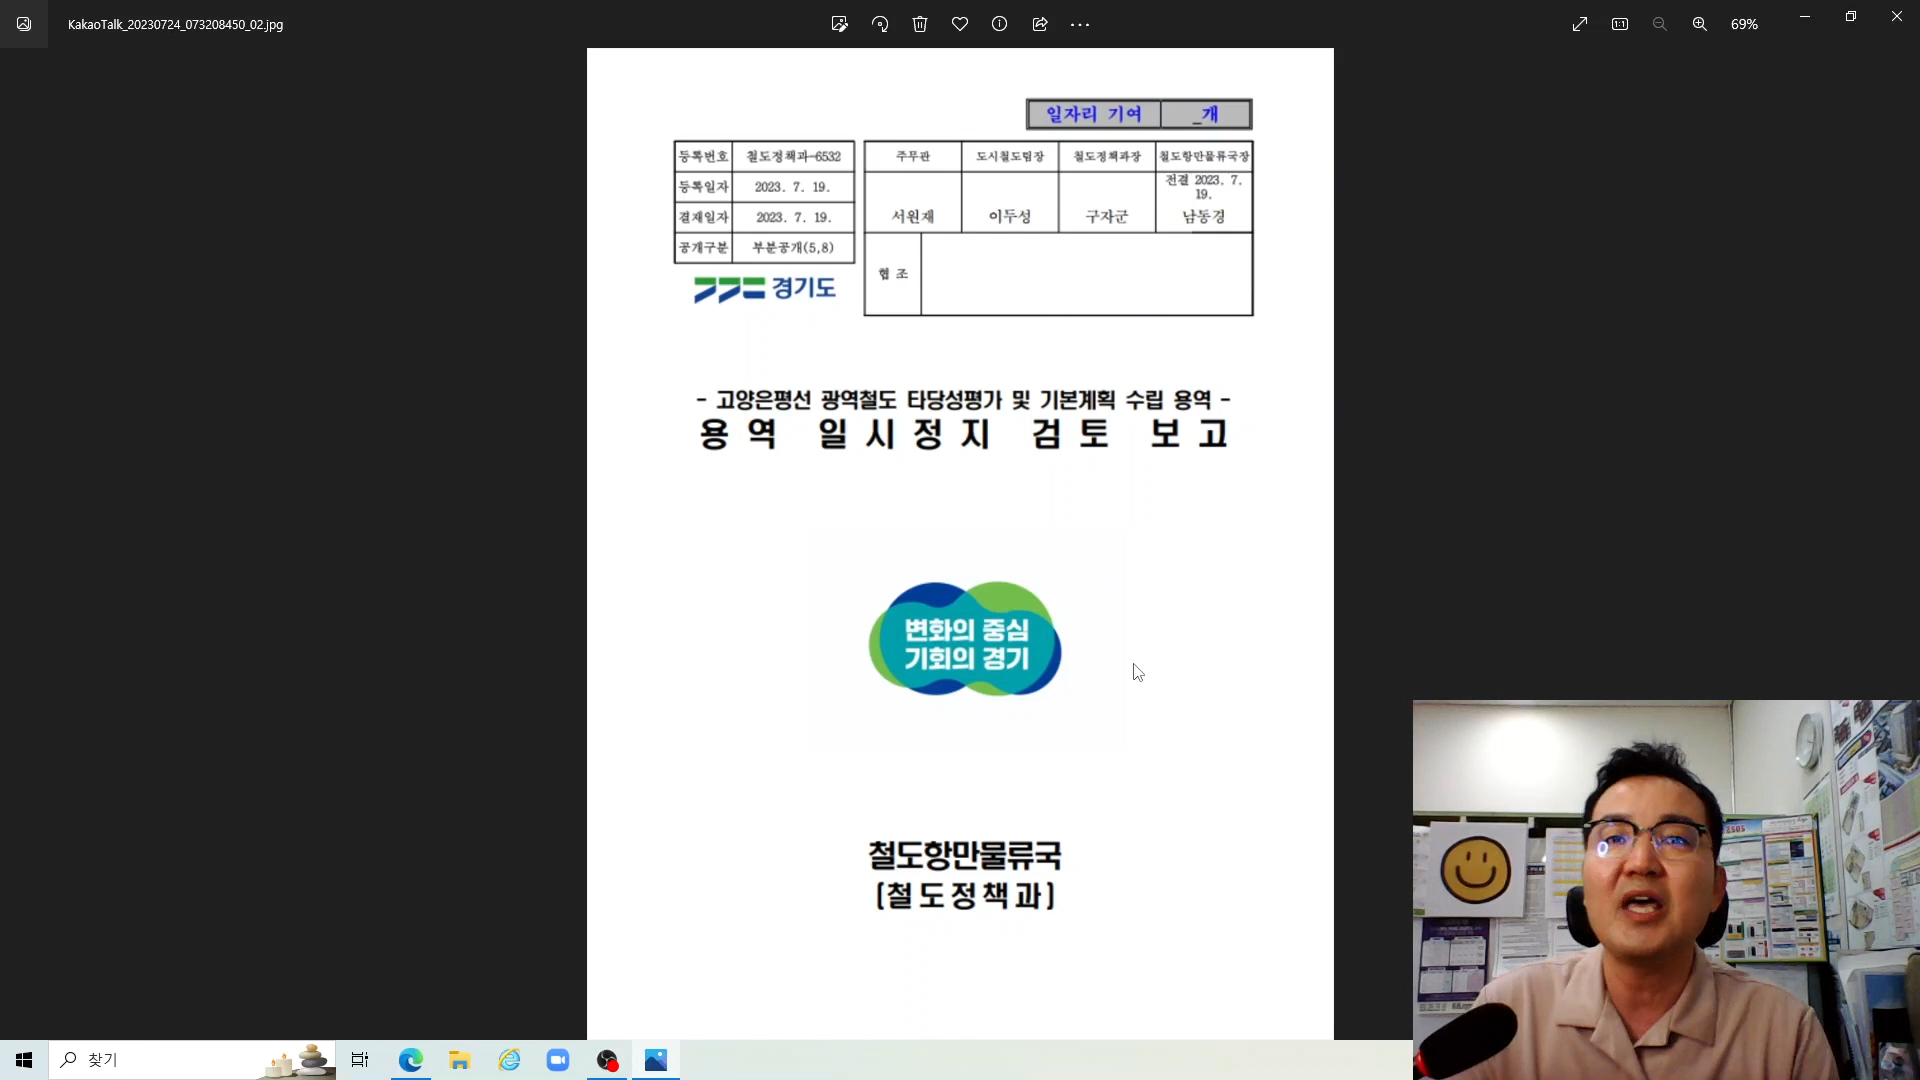 KakaoTalk_20230724_073208450_02.jpg
69%
일자리 기여 _개
등록번호 철도정책과-6532
등록일자 2023. 7. 19.
결재일자 2023. 7. 19.
공개구분 부분공개(5,8)
주무관 도시철도팀장 철도정책과장 철도항만물류국장
전결 2023. 7. 19.
서원재 이두성 구자군 남동경
협 조
경기도
- 고양은평선 광역철도 타당성평가 및 기본계획 수립 용역 -
용역 일시정지 검토 보고
변화의 중심
기회의 경기
철도항만물류국
[철도정책과]
찾기